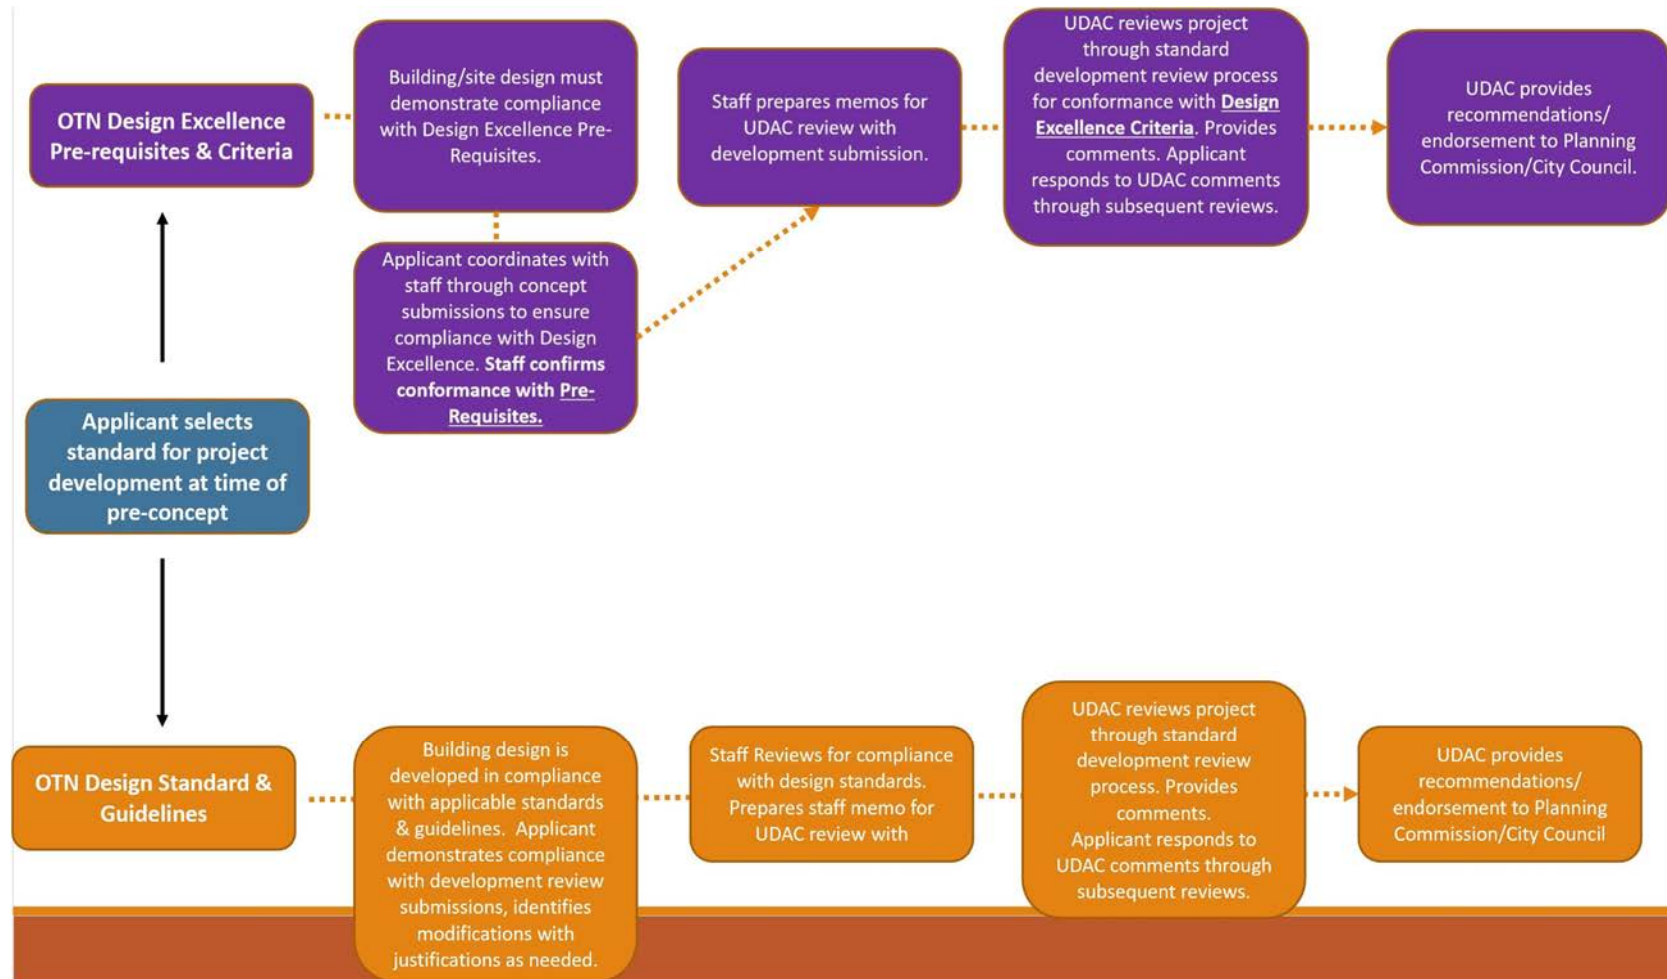 OTN Design Excellence
Pre-requisites & Criteria
Building/site design must
demonstrate compliance
with Design Excellence Pre-
Requisites.
Applicant coordinates with
staff through concept
submissions to ensure
compliance with Design
Excellence. Staff confirms
conformance with Pre-
Requisites.
Staff prepares memos for
UDAC review with
development submission.
UDAC reviews project
through standard
development review process
for conformance with Design
Excellence Criteria. Provides
comments. Applicant
responds to UDAC comments
through subsequent reviews.
UDAC provides
recommendations/
endorsement to Planning
Commission/City Council.
Applicant selects
standard for project
development at time of
pre-concept
OTN Design Standard &
Guidelines
Building design is
developed in compliance
with applicable standards
& guidelines. Applicant
demonstrates compliance
with development review
submissions, identifies
modifications with
justifications as needed.
Staff Reviews for compliance
with design standards.
Prepares staff memo for
UDAC review with
UDAC reviews project
through standard
development review
process. Provides
comments.
Applicant responds to
UDAC comments through
subsequent reviews.
UDAC provides
recommendations/
endorsement to Planning
Commission/City Council